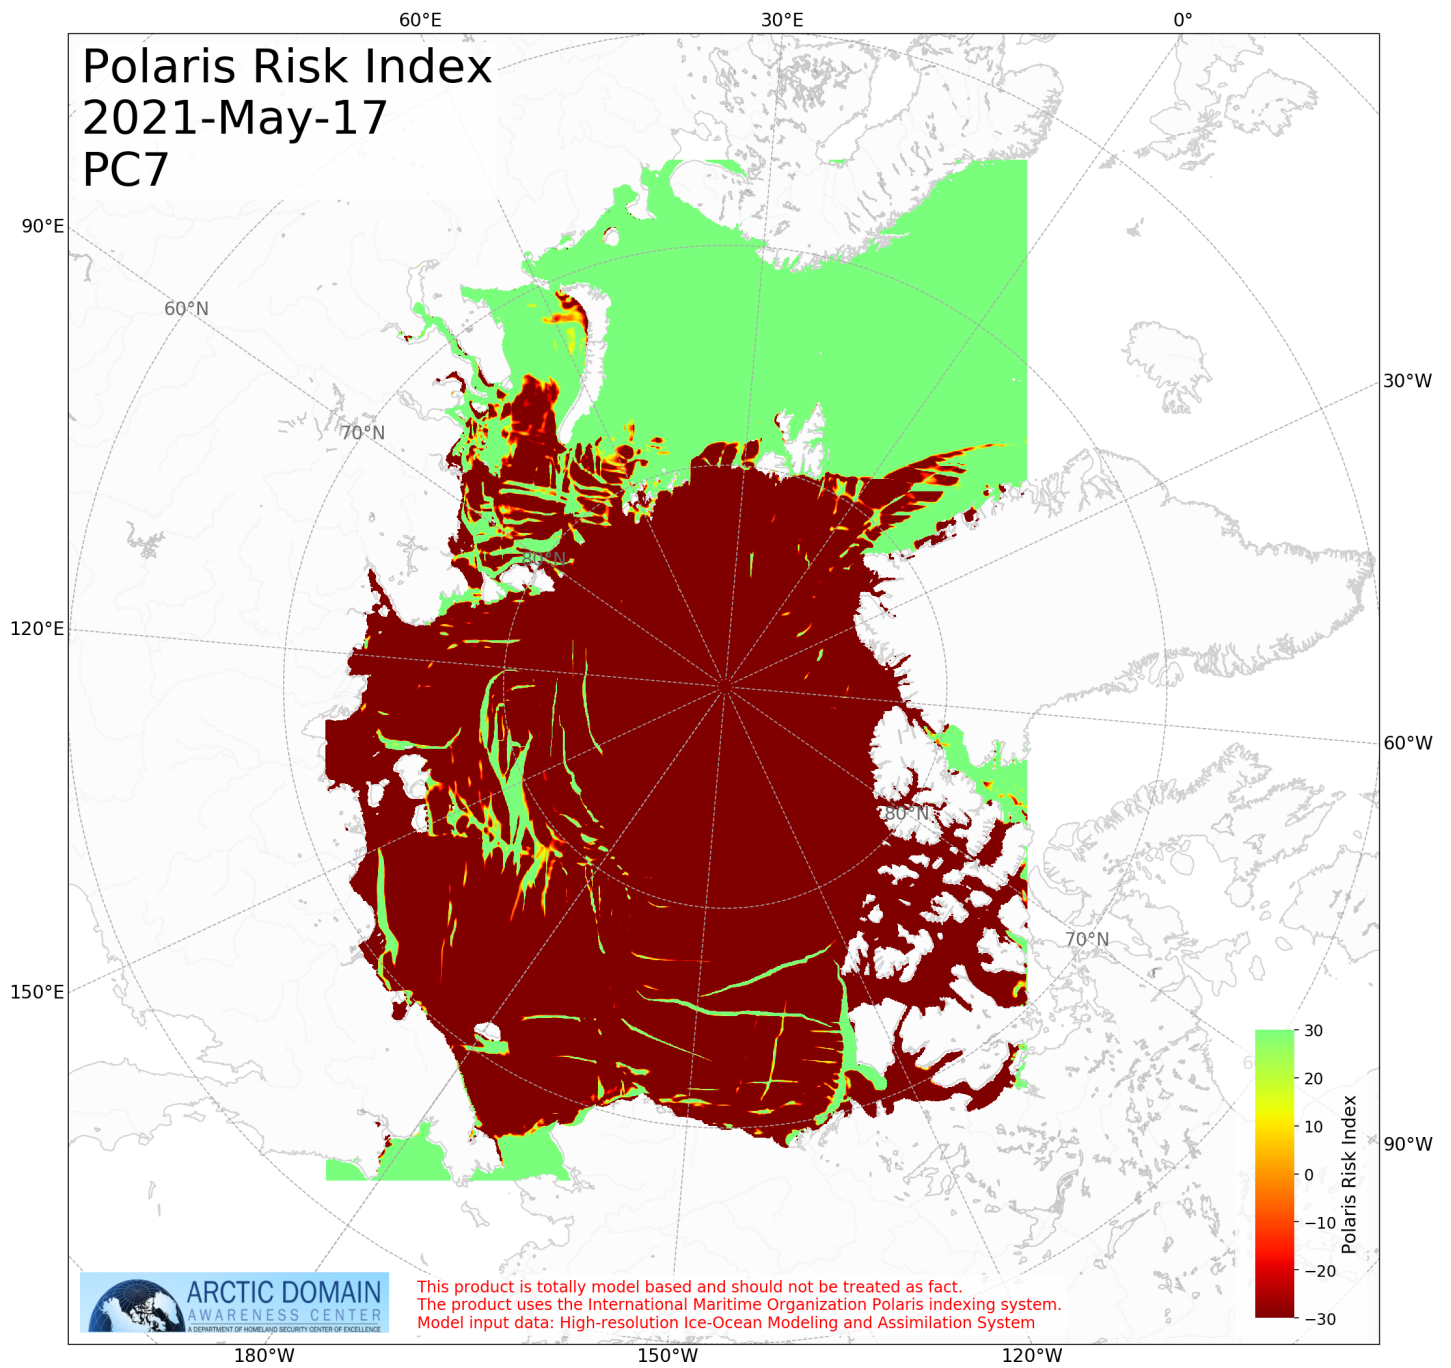 60°E 30°E 0°
Polaris Risk Index
2021-May-17
PC7
90°E
60°N
30°W
70°N
80°N
120°E
60°W
80°N
70°N
150°E
30
20
10
0
−10
−20
−30
Polaris Risk Index
90°W
ARCTIC DOMAIN
AWARENESS CENTER
A DEPARTMENT OF HOMELAND SECURITY CENTER OF EXCELLENCE
This product is totally model based and should not be treated as fact.
The product uses the International Maritime Organization Polaris indexing system.
Model input data: High-resolution Ice-Ocean Modeling and Assimilation System
180°W 150°W 120°W